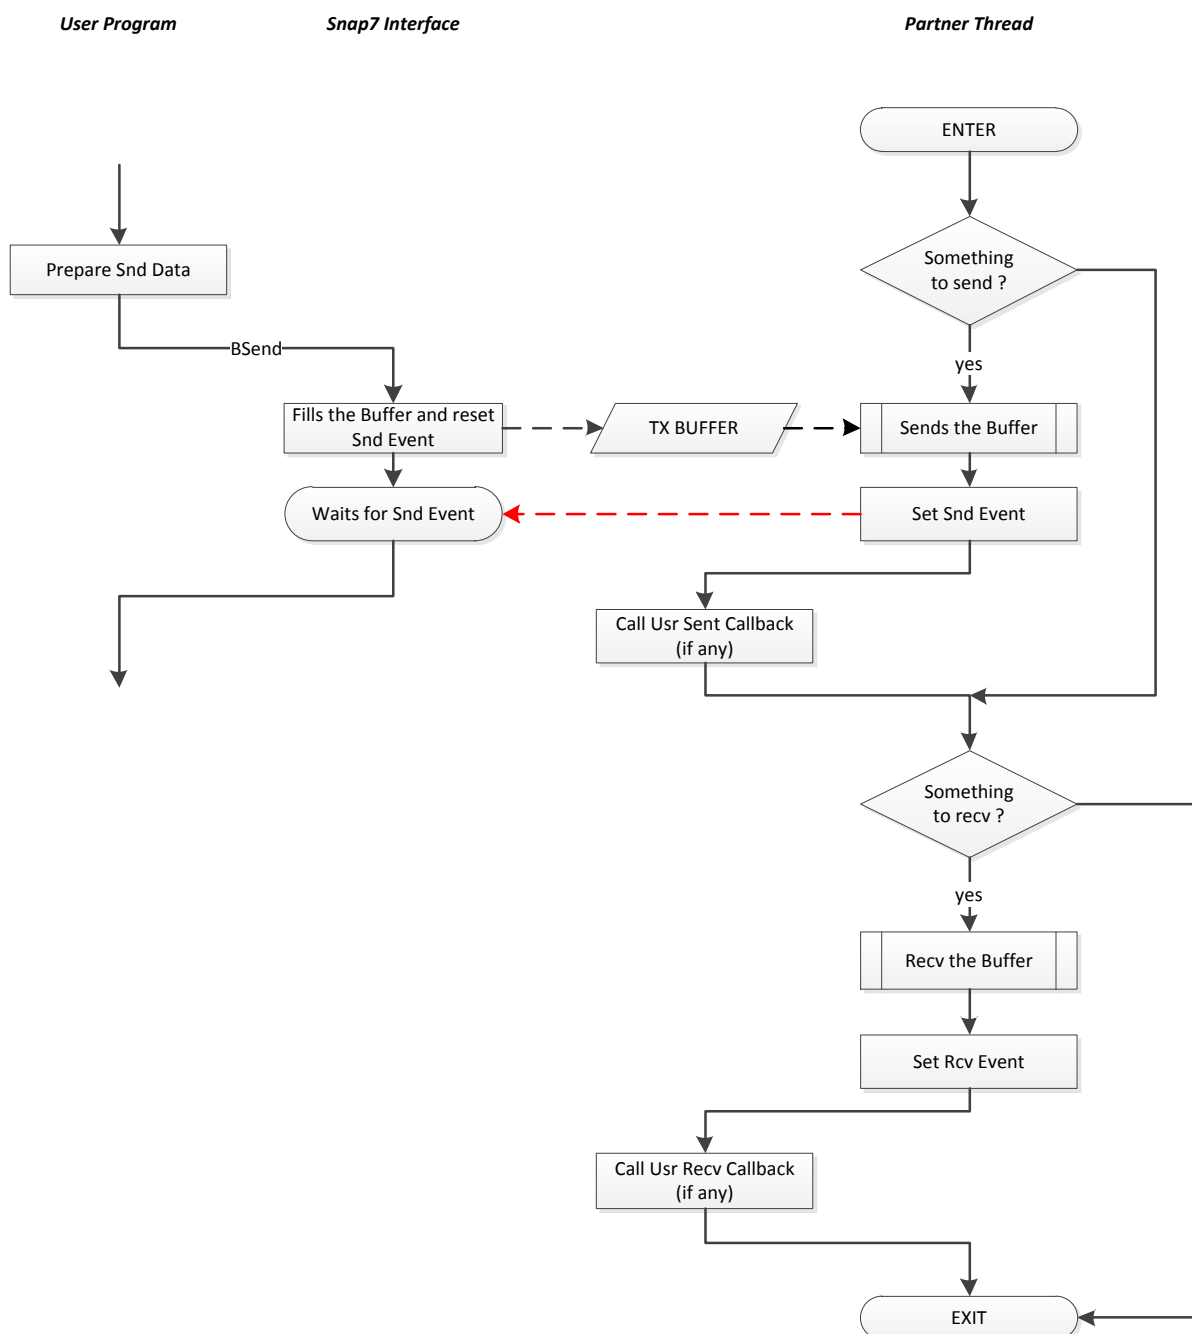 User Program
Snap7 Interface
Partner Thread
ENTER
Something
to send ?
Prepare Snd Data
BSend
yes
Fills the Buffer and reset
Snd Event
TX BUFFER
Sends the Buffer
Waits for Snd Event
Set Snd Event
Call Usr Sent Callback
(if any)
Something
to recv ?
yes
Recv the Buffer
Set Rcv Event
Call Usr Recv Callback
(if any)
EXIT